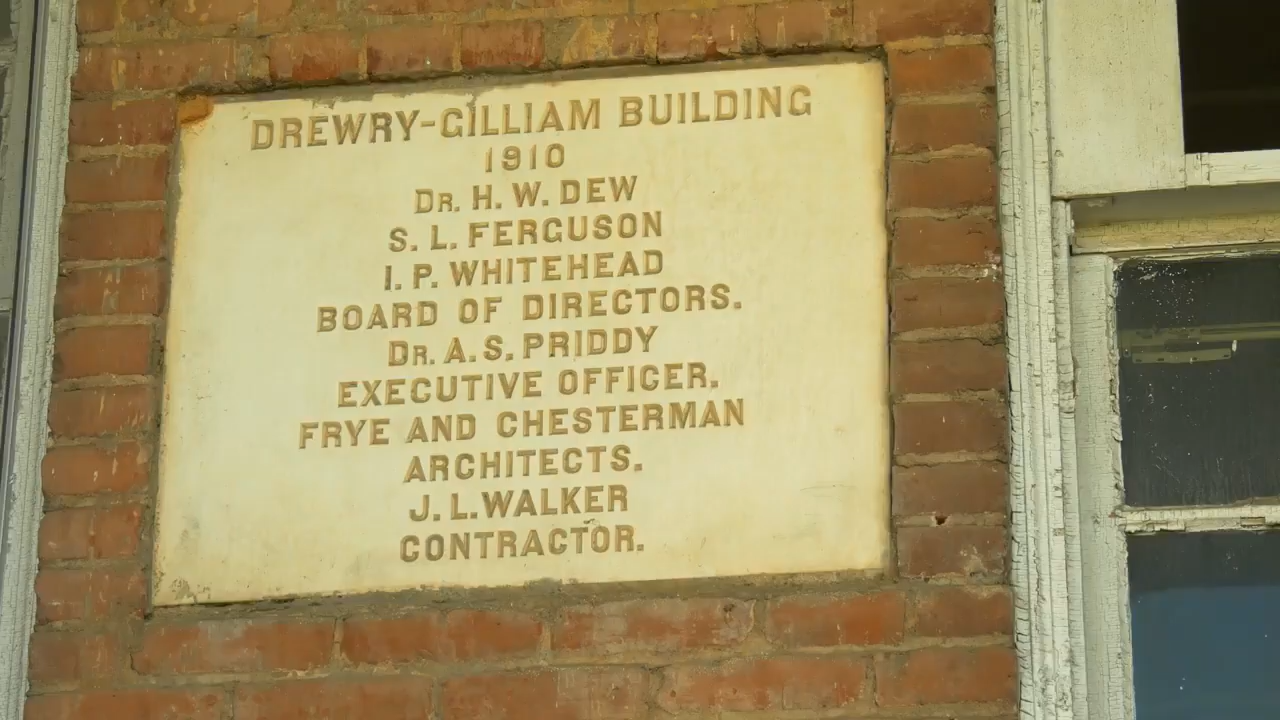 DREWRY-GILLIAM BUILDING
1910
DR. H. W. DEW
S. L. FERGUSON
I. P. WHITEHEAD
BOARD OF DIRECTORS.
DR. A. S. PRIDDY
EXECUTIVE OFFICER.
FRYE AND CHESTERMAN
ARCHITECTS.
J. L. WALKER
CONTRACTOR.